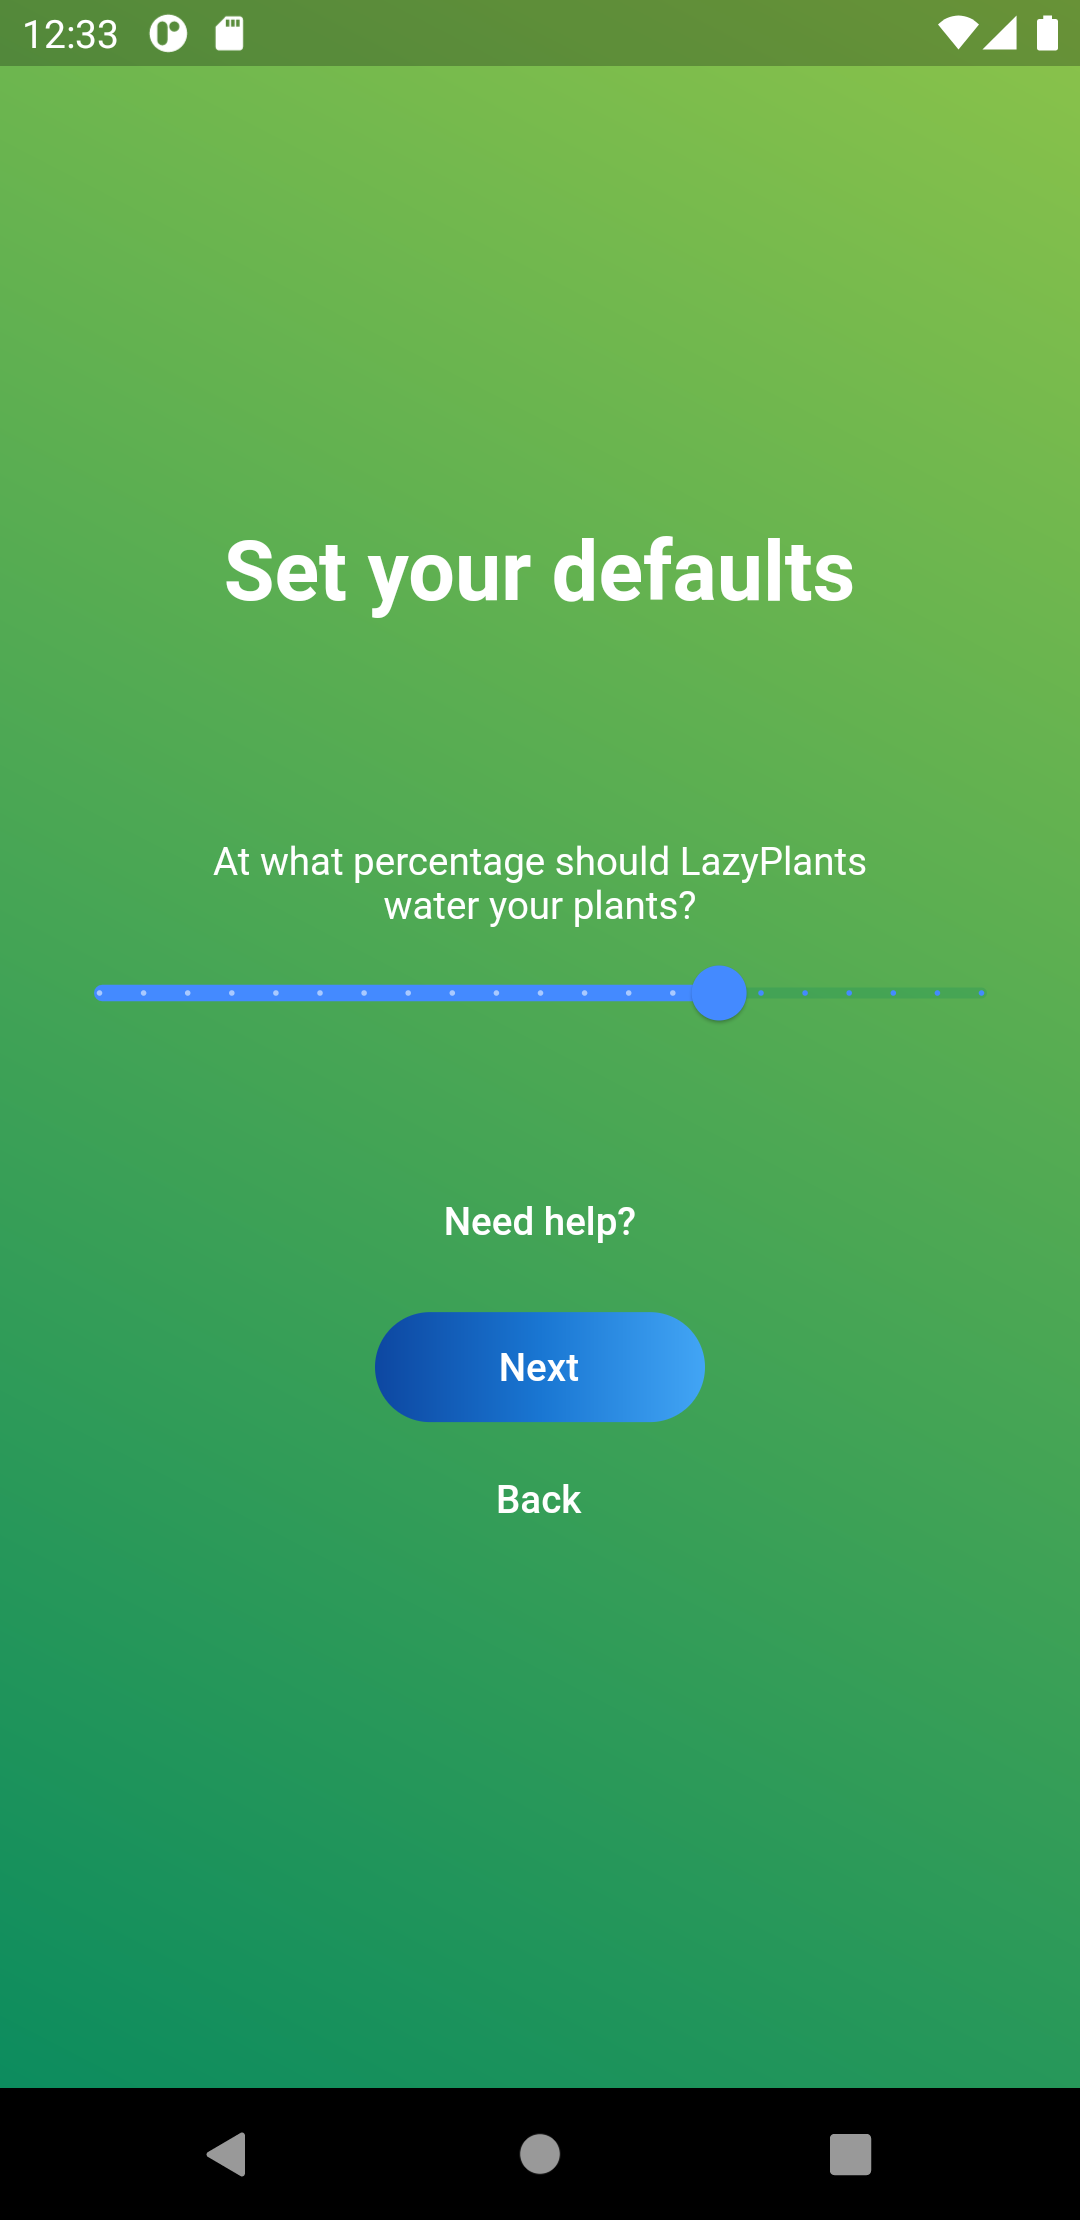 12:33
Set your defaults
At what percentage should LazyPlants
water your plants?
Need help?
Next
Back